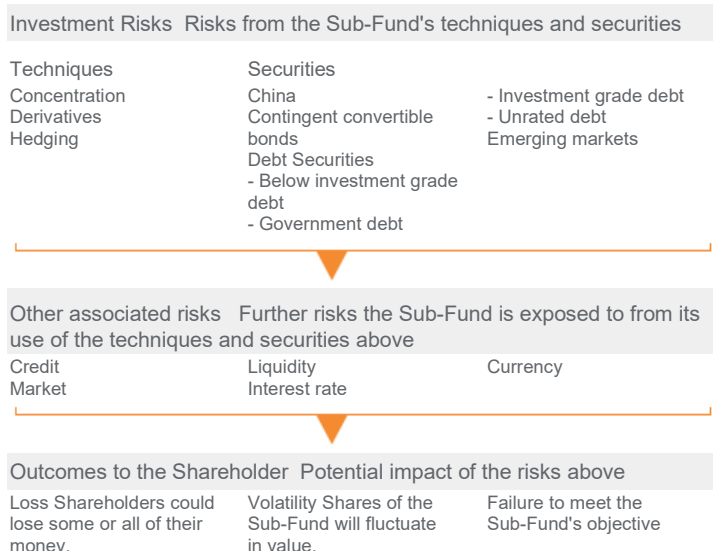 Investment Risks Risks from the Sub-Fund's techniques and securities
Techniques
Concentration
Derivatives
Hedging
Securities
China
Contingent convertible
bonds
Debt Securities
- Below investment grade
debt
- Government debt
- Investment grade debt
- Unrated debt
Emerging markets
Other associated risks Further risks the Sub-Fund is exposed to from its
use of the techniques and securities above
Credit
Market
Liquidity
Interest rate
Currency
Outcomes to the Shareholder Potential impact of the risks above
Loss Shareholders could
lose some or all of their
money.
Volatility Shares of the
Sub-Fund will fluctuate
in value.
Failure to meet the
Sub-Fund's objective